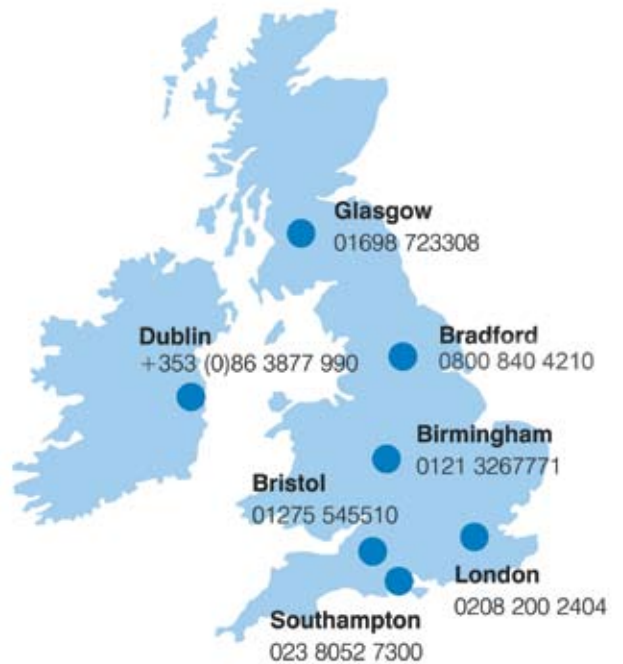 Glasgow
01698 723308
Dublin
+353 (0)86 3877 990
Bradford
0800 840 4210
Birmingham
0121 3267771
Bristol
01275 545510
London
0208 200 2404
Southampton
023 8052 7300